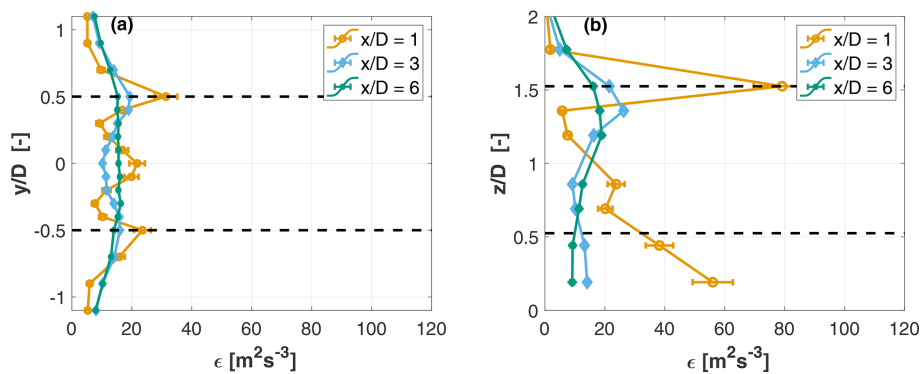 (a)
x/D = 1
x/D = 3
x/D = 6
1
0.5
0
-0.5
-1
y/D [-]
0 20 40 60 80 100 120
ϵ [m²s⁻³]
(b)
x/D = 1
x/D = 3
x/D = 6
2
1.5
1
0.5
0
z/D [-]
0 20 40 60 80 100 120
ϵ [m²s⁻³]